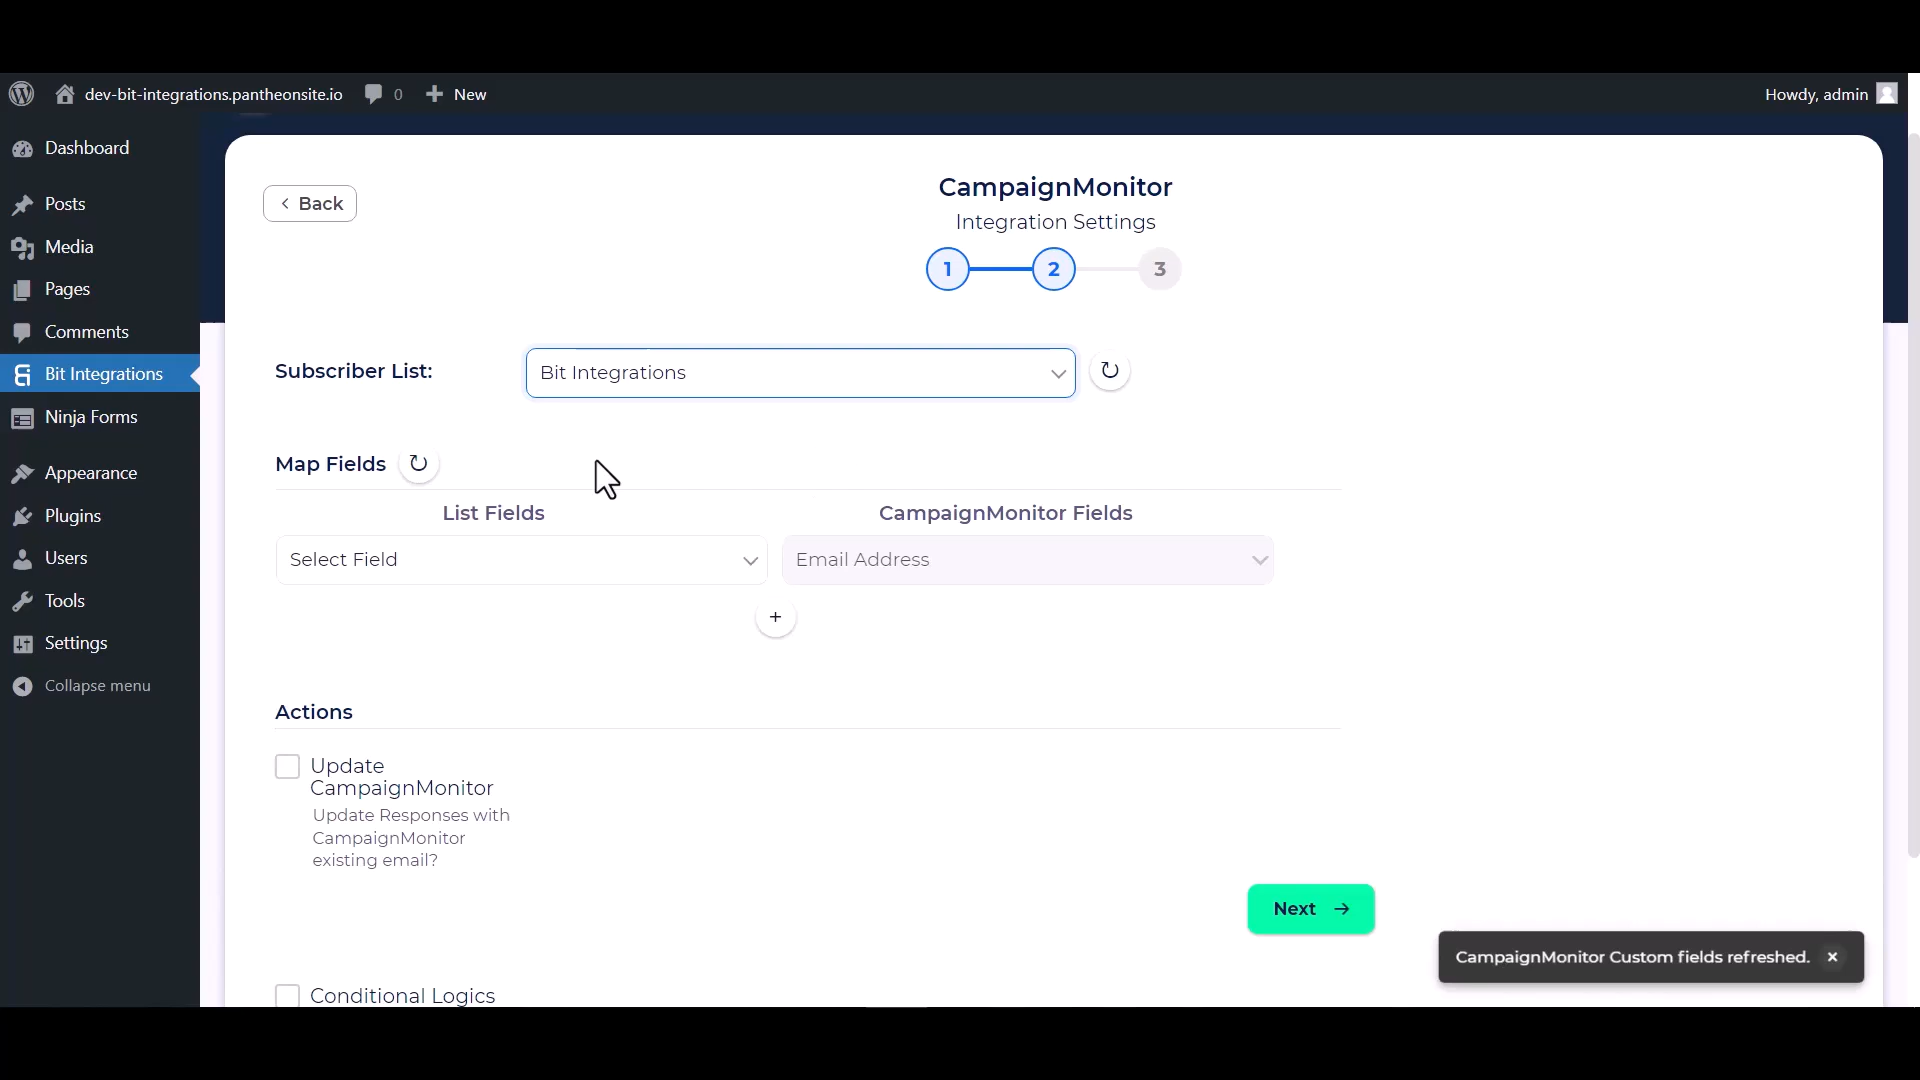 dev-bit-integrations.pantheonsite.io 0 New Howdy, admin
Dashboard
Posts
Media
Pages
Comments
Bit Integrations
Ninja Forms
Appearance
Plugins
Users
Tools
Settings
Collapse menu
Back
CampaignMonitor
Integration Settings
1 2 3
Subscriber List: Bit Integrations
Map Fields
List Fields CampaignMonitor Fields
Select Field Email Address
+
Actions
Update
CampaignMonitor
Update Responses with
CampaignMonitor
existing email?
Next
CampaignMonitor Custom fields refreshed.
Conditional Logics